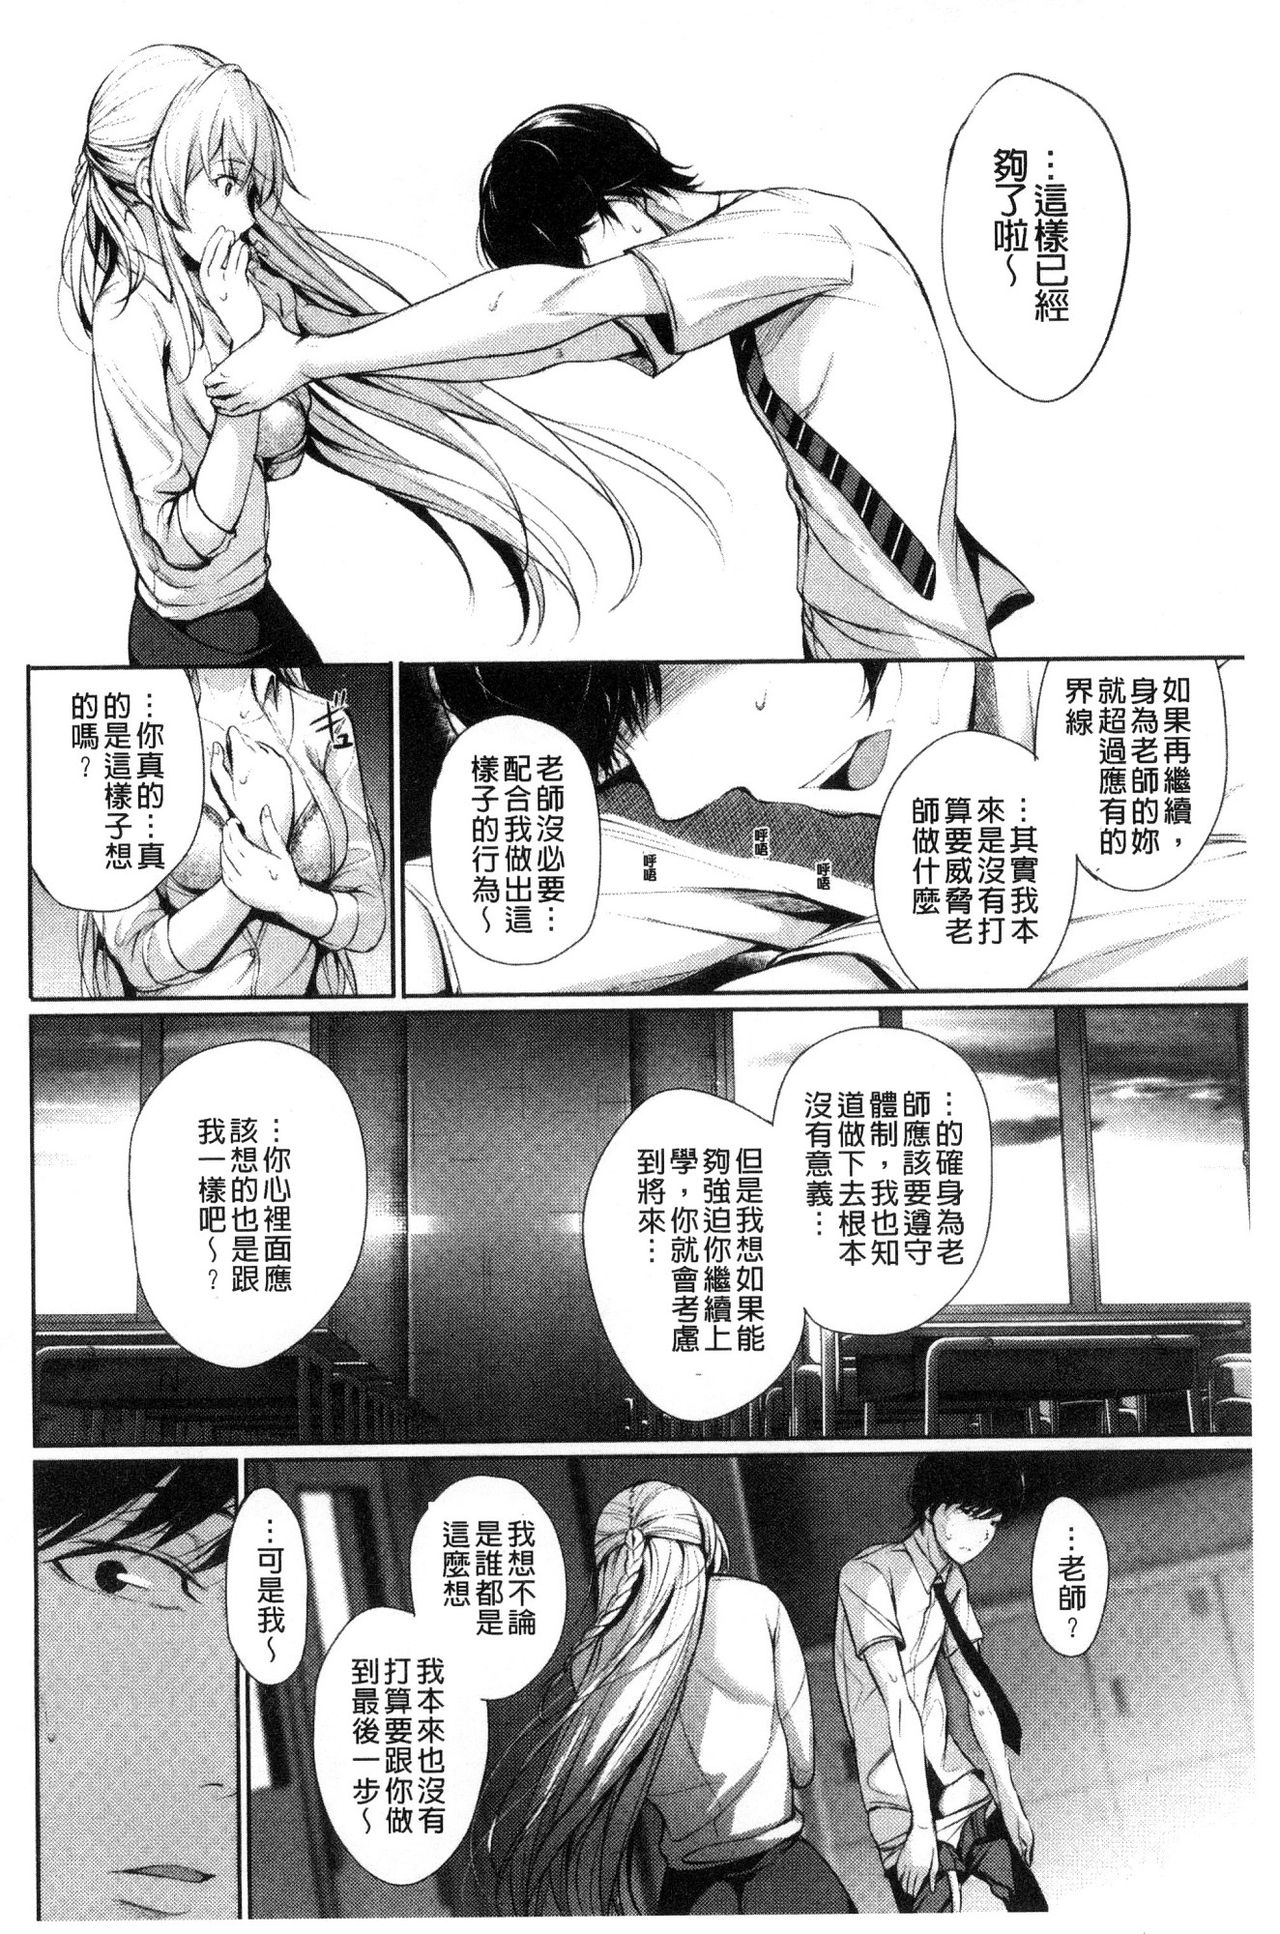 …這樣已經
夠了啦～
如果再繼續，
身為老師的妳
就超過應有的
界線
…其實我本
來是沒有打
算要威脅老
師做什麼
呼唔
呼唔
呼唔
老師沒必要…
配合我做出這
樣子的行為～
ギュ
…你真的…真
的是這樣子想
的嗎？
…的確身為老
師應該要遵守
體制，我也知
道做下去根本
沒有意義…
但是我想如果能
夠強迫你繼續上
學，你就會考慮
到將來…
…你心裡面應
該想的也是跟
我一樣吧～？
…老師？
我想不論
是誰都是
這麼想
我本來也沒有
打算要跟你做
到最後一步～
…可是我～